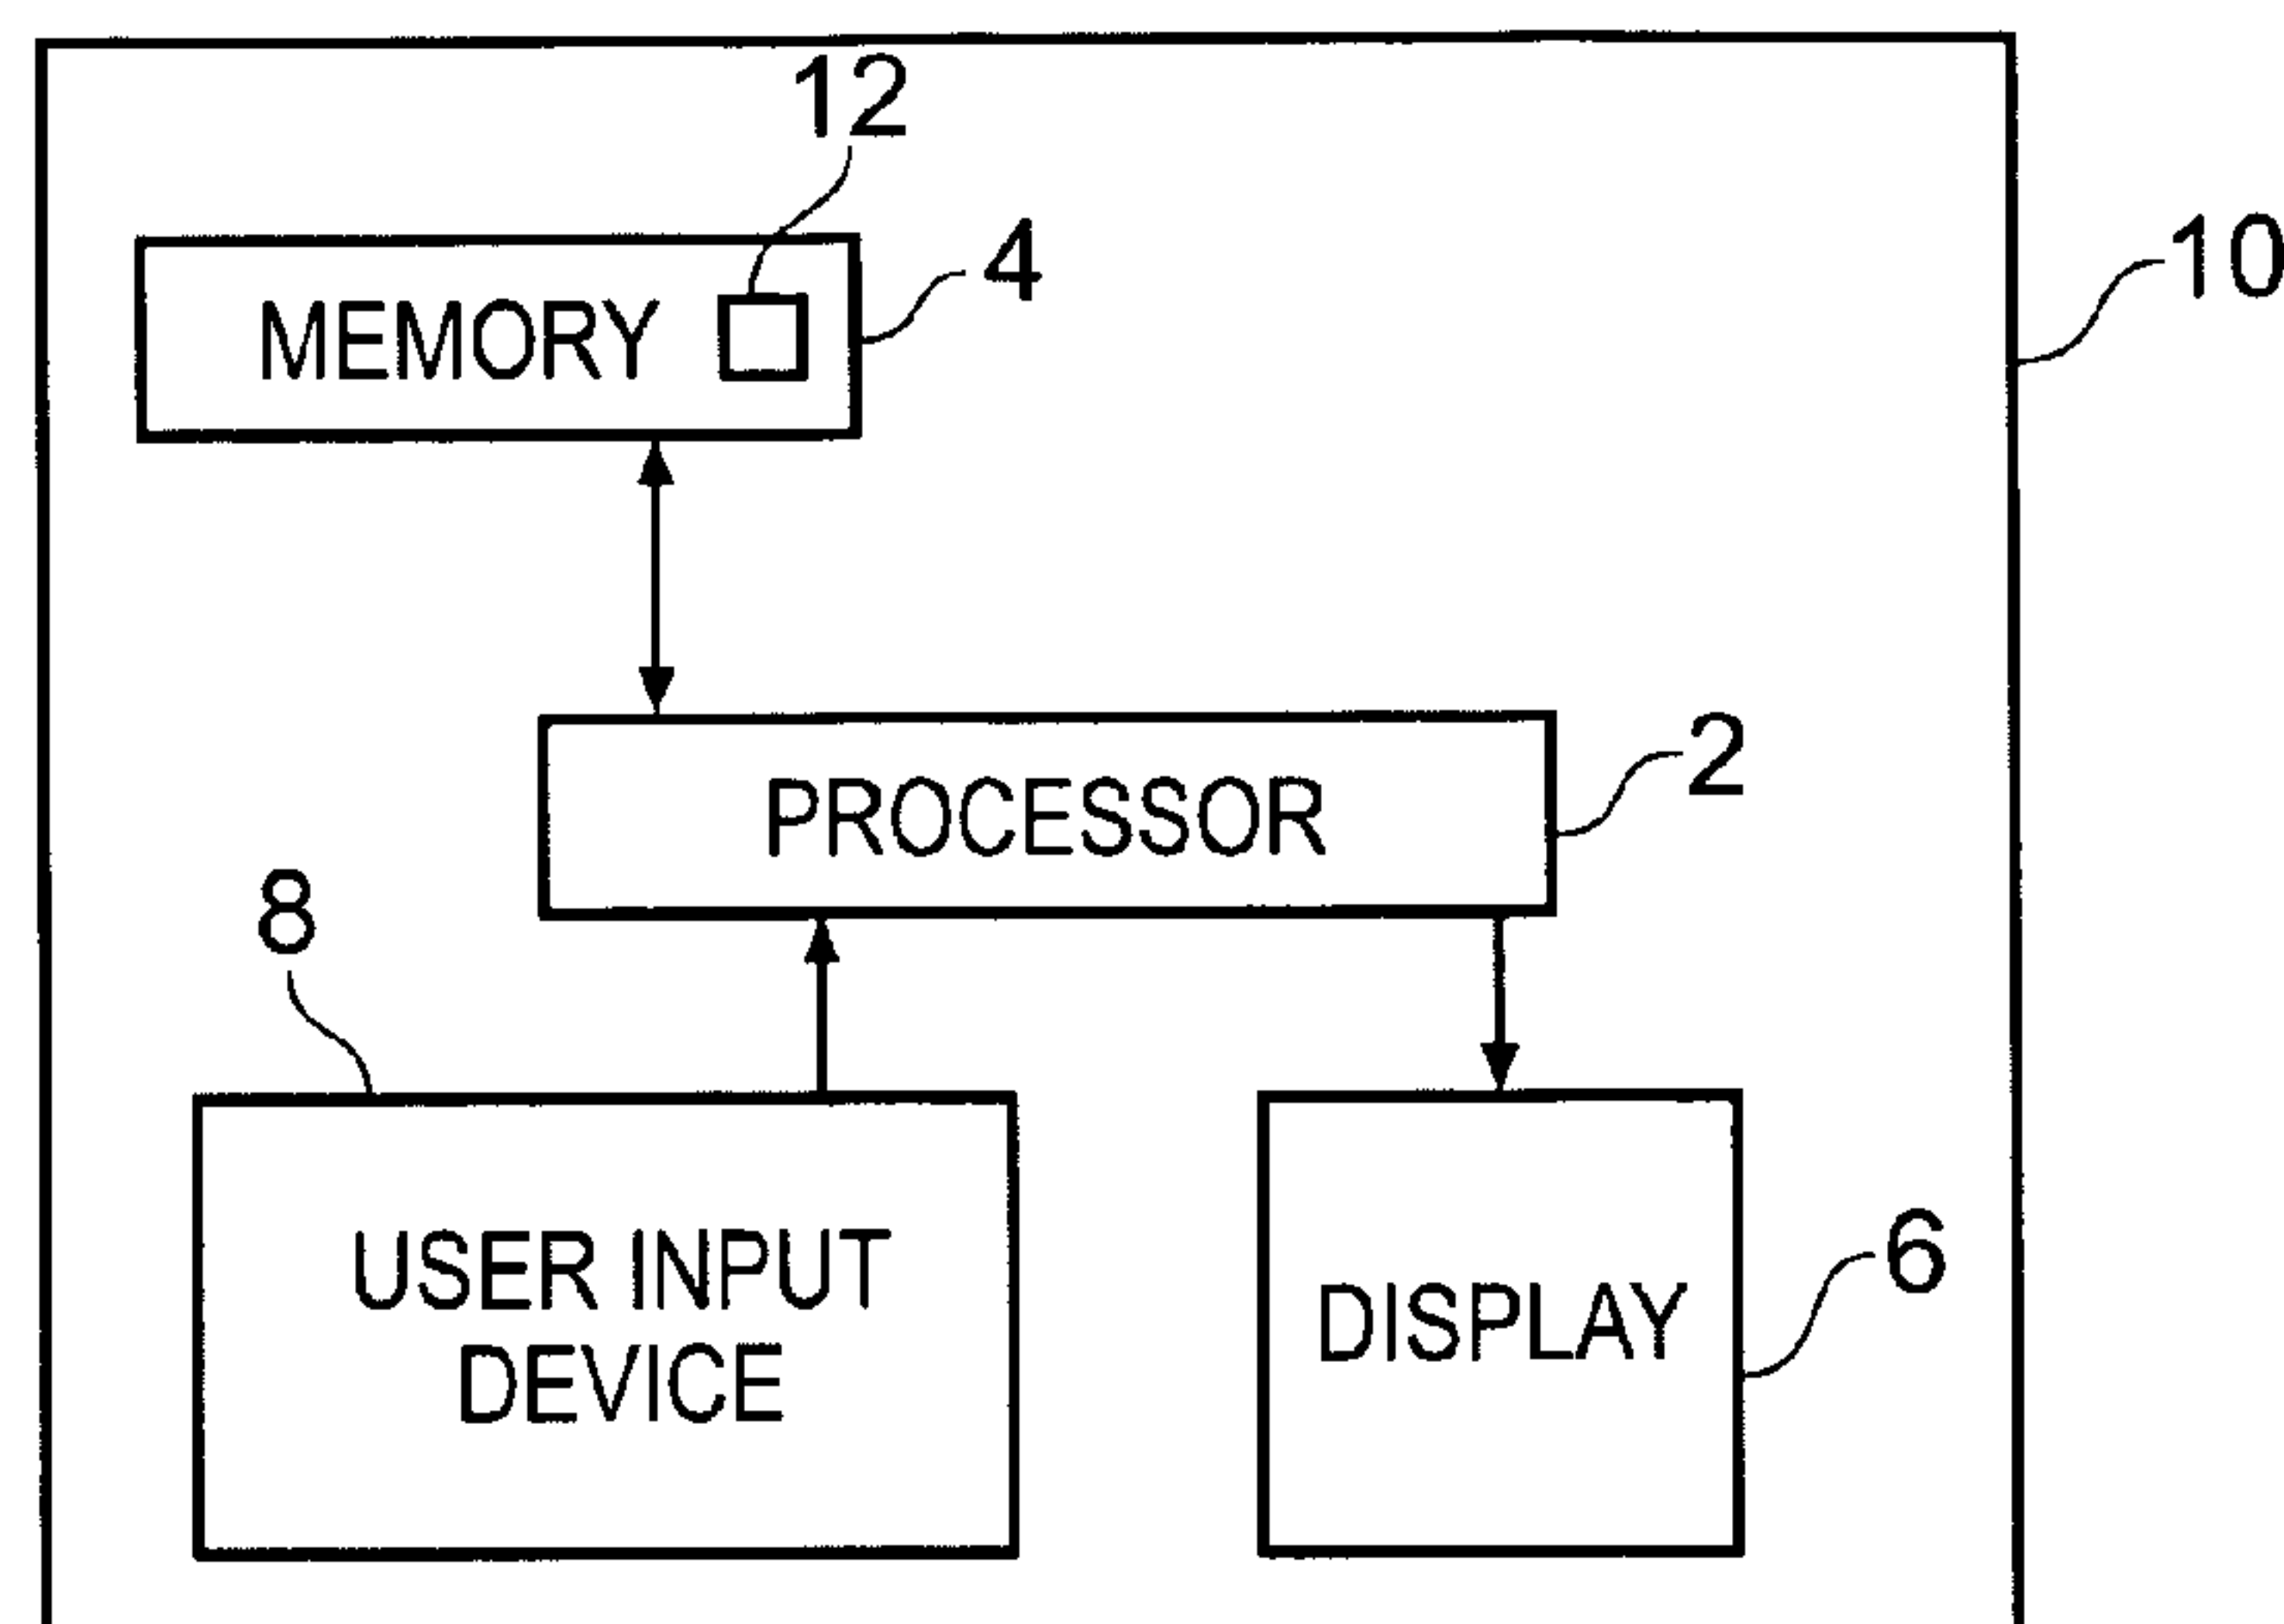 12
4
10
MEMORY
2
PROCESSOR
8
6
USER INPUT
DEVICE
DISPLAY